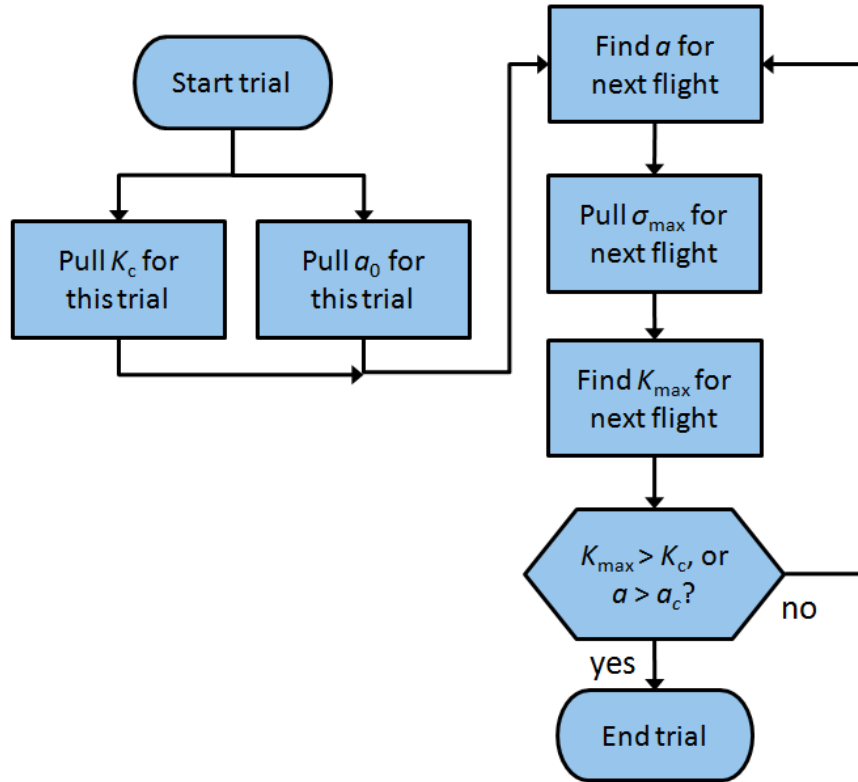 Start trial
Pull K_c for
this trial
Pull a_0 for
this trial
Find a for
next flight
Pull σ_max for
next flight
Find K_max for
next flight
K_max > K_c, or
a > a_c?
no
yes
End trial